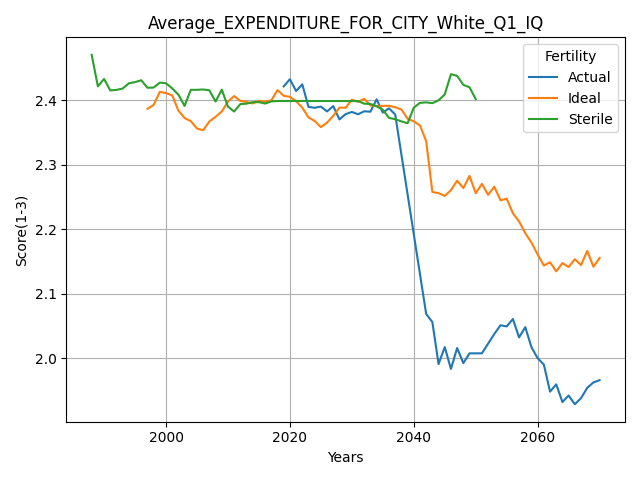 Average_EXPENDITURE_FOR_CITY_White_Q1_IQ
Fertility
Actual
Ideal
Sterile
Score(1-3)
2.4
2.3
2.2
2.1
2.0
2000
2020
2040
2060
Years